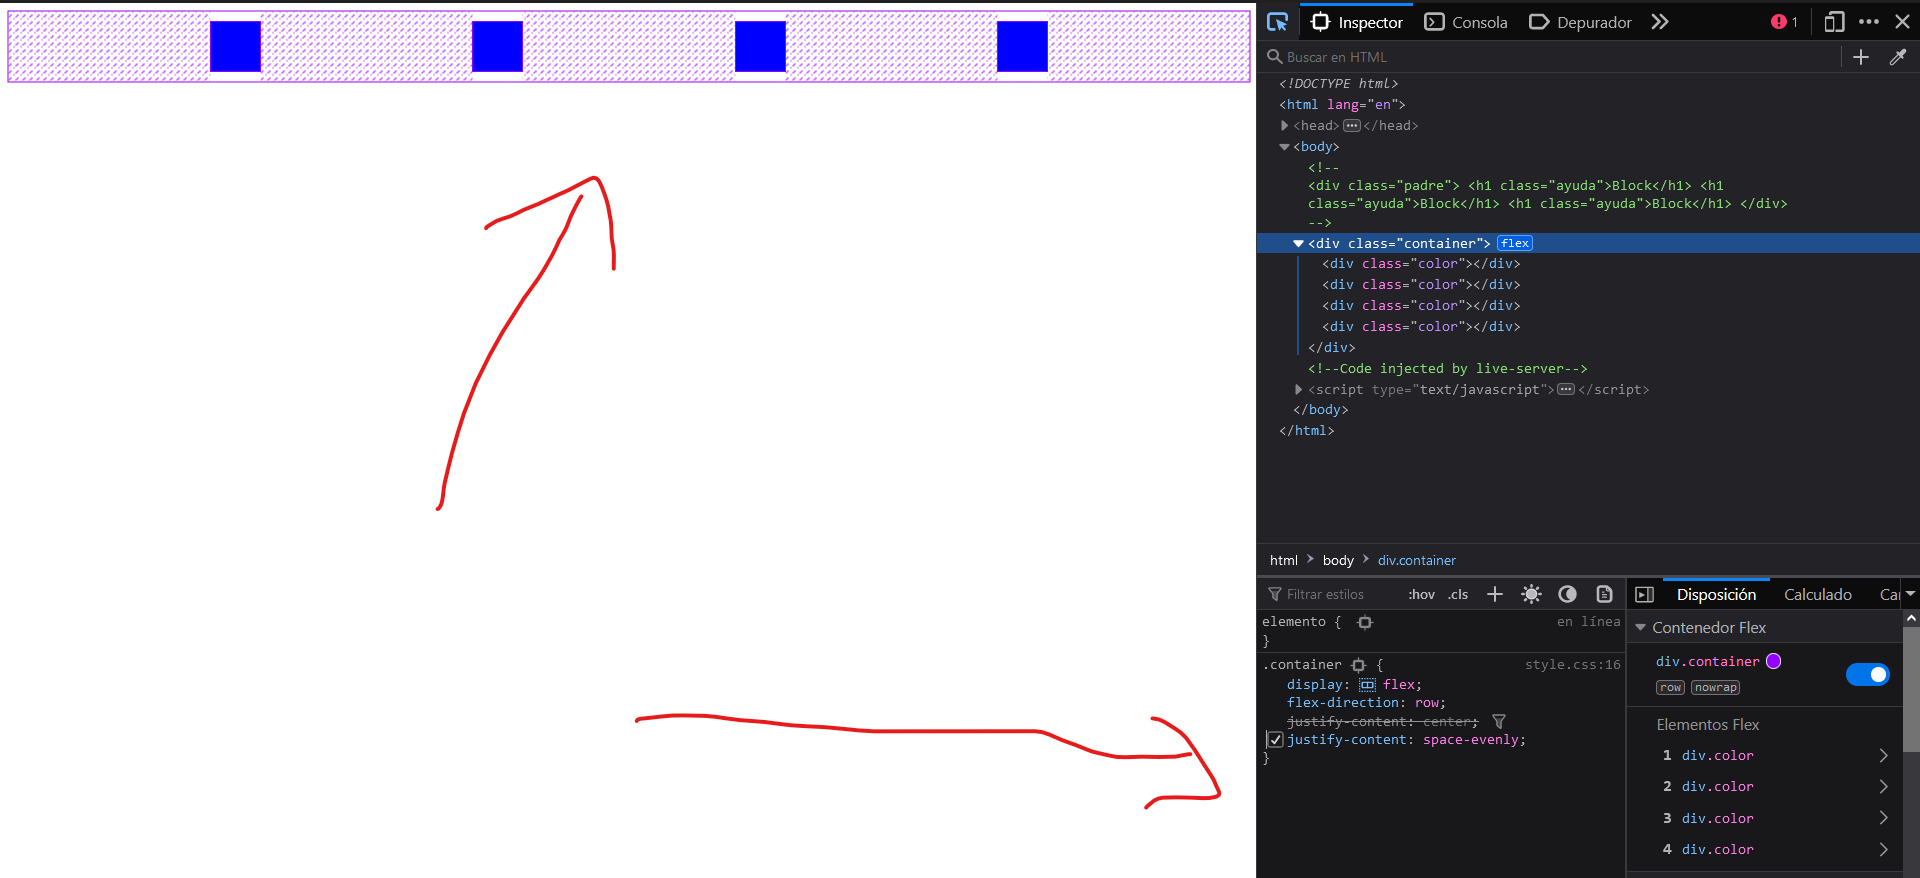 Inspector Consola Depurador 1
Buscar en HTML
<!DOCTYPE html>
<html lang="en">
<head></head>
<body>
<!--
<div class="padre"> <h1 class="ayuda">Block</h1> <h1
class="ayuda">Block</h1> <h1 class="ayuda">Block</h1> </div>
-->
<div class="container"> flex
<div class="color"></div>
<div class="color"></div>
<div class="color"></div>
<div class="color"></div>
</div>
<!--Code injected by live-server-->
<script type="text/javascript"></script>
</body>
</html>
html body div.container
Filtrar estilos :hov .cls
elemento { en línea
}
.container { style.css:16
display: flex;
flex-direction: row;
justify-content: center;
justify-content: space-evenly;
}
Disposición Calculado
Contenedor Flex
div.container
row nowrap
Elementos Flex
1 div.color
2 div.color
3 div.color
4 div.color